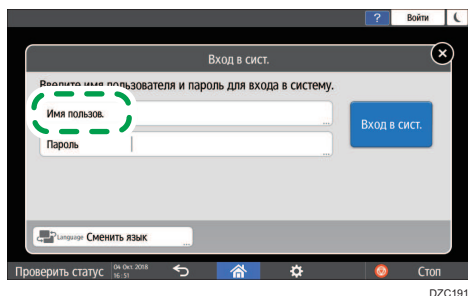 ? Войти
Вход в сист.
Введите имя пользователя и пароль для входа в систему.
Имя пользов.
...
Вход в сист.
Пароль
...
Language Сменить язык ...
Проверить статус
04 Окт. 2018
16:51
Стоп
DZC191